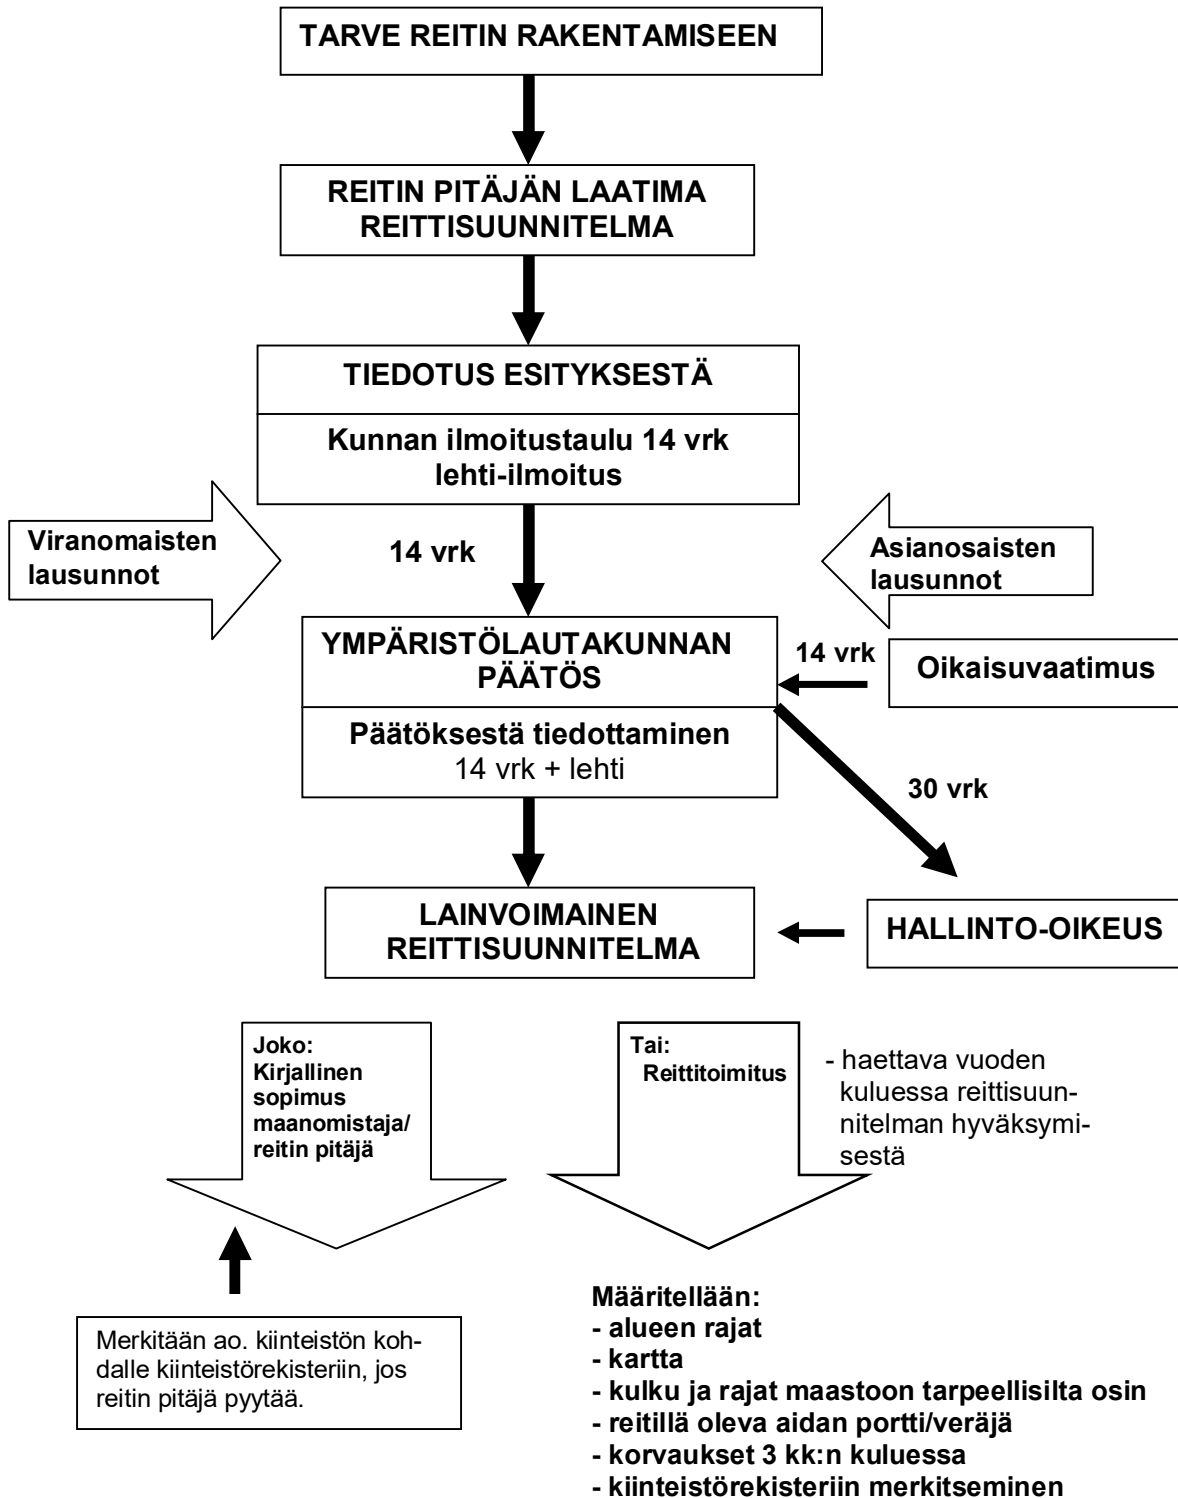 TARVE REITIN RAKENTAMISEEN
REITIN PITÄJÄN LAATIMA
REITTISUUNNITELMA
TIEDOTUS ESITYKSESTÄ
Kunnan ilmoitustaulu 14 vrk
lehti-ilmoitus
Viranomaisten
lausunnot
14 vrk
Asianosaisten
lausunnot
YMPÄRISTÖLAUTAKUNNAN
PÄÄTÖS
Päätöksestä tiedottaminen
14 vrk + lehti
14 vrk
Oikaisuvaatimus
30 vrk
LAINVOIMAINEN
REITTISUUNNITELMA
HALLINTO-OIKEUS
Joko:
Kirjallinen
sopimus
maanomistaja/
reitin pitäjä
Tai:
Reittitoimitus
- haettava vuoden
kuluessa reittisuun-
nitelman hyväksymi-
sestä
Merkitään ao. kiinteistön koh-
dalle kiinteistörekisteriin, jos
reitin pitäjä pyytää.
Määritellään:
- alueen rajat
- kartta
- kulku ja rajat maastoon tarpeellisilta osin
- reitillä oleva aidan portti/veräjä
- korvaukset 3 kk:n kuluessa
- kiinteistörekisteriin merkitseminen